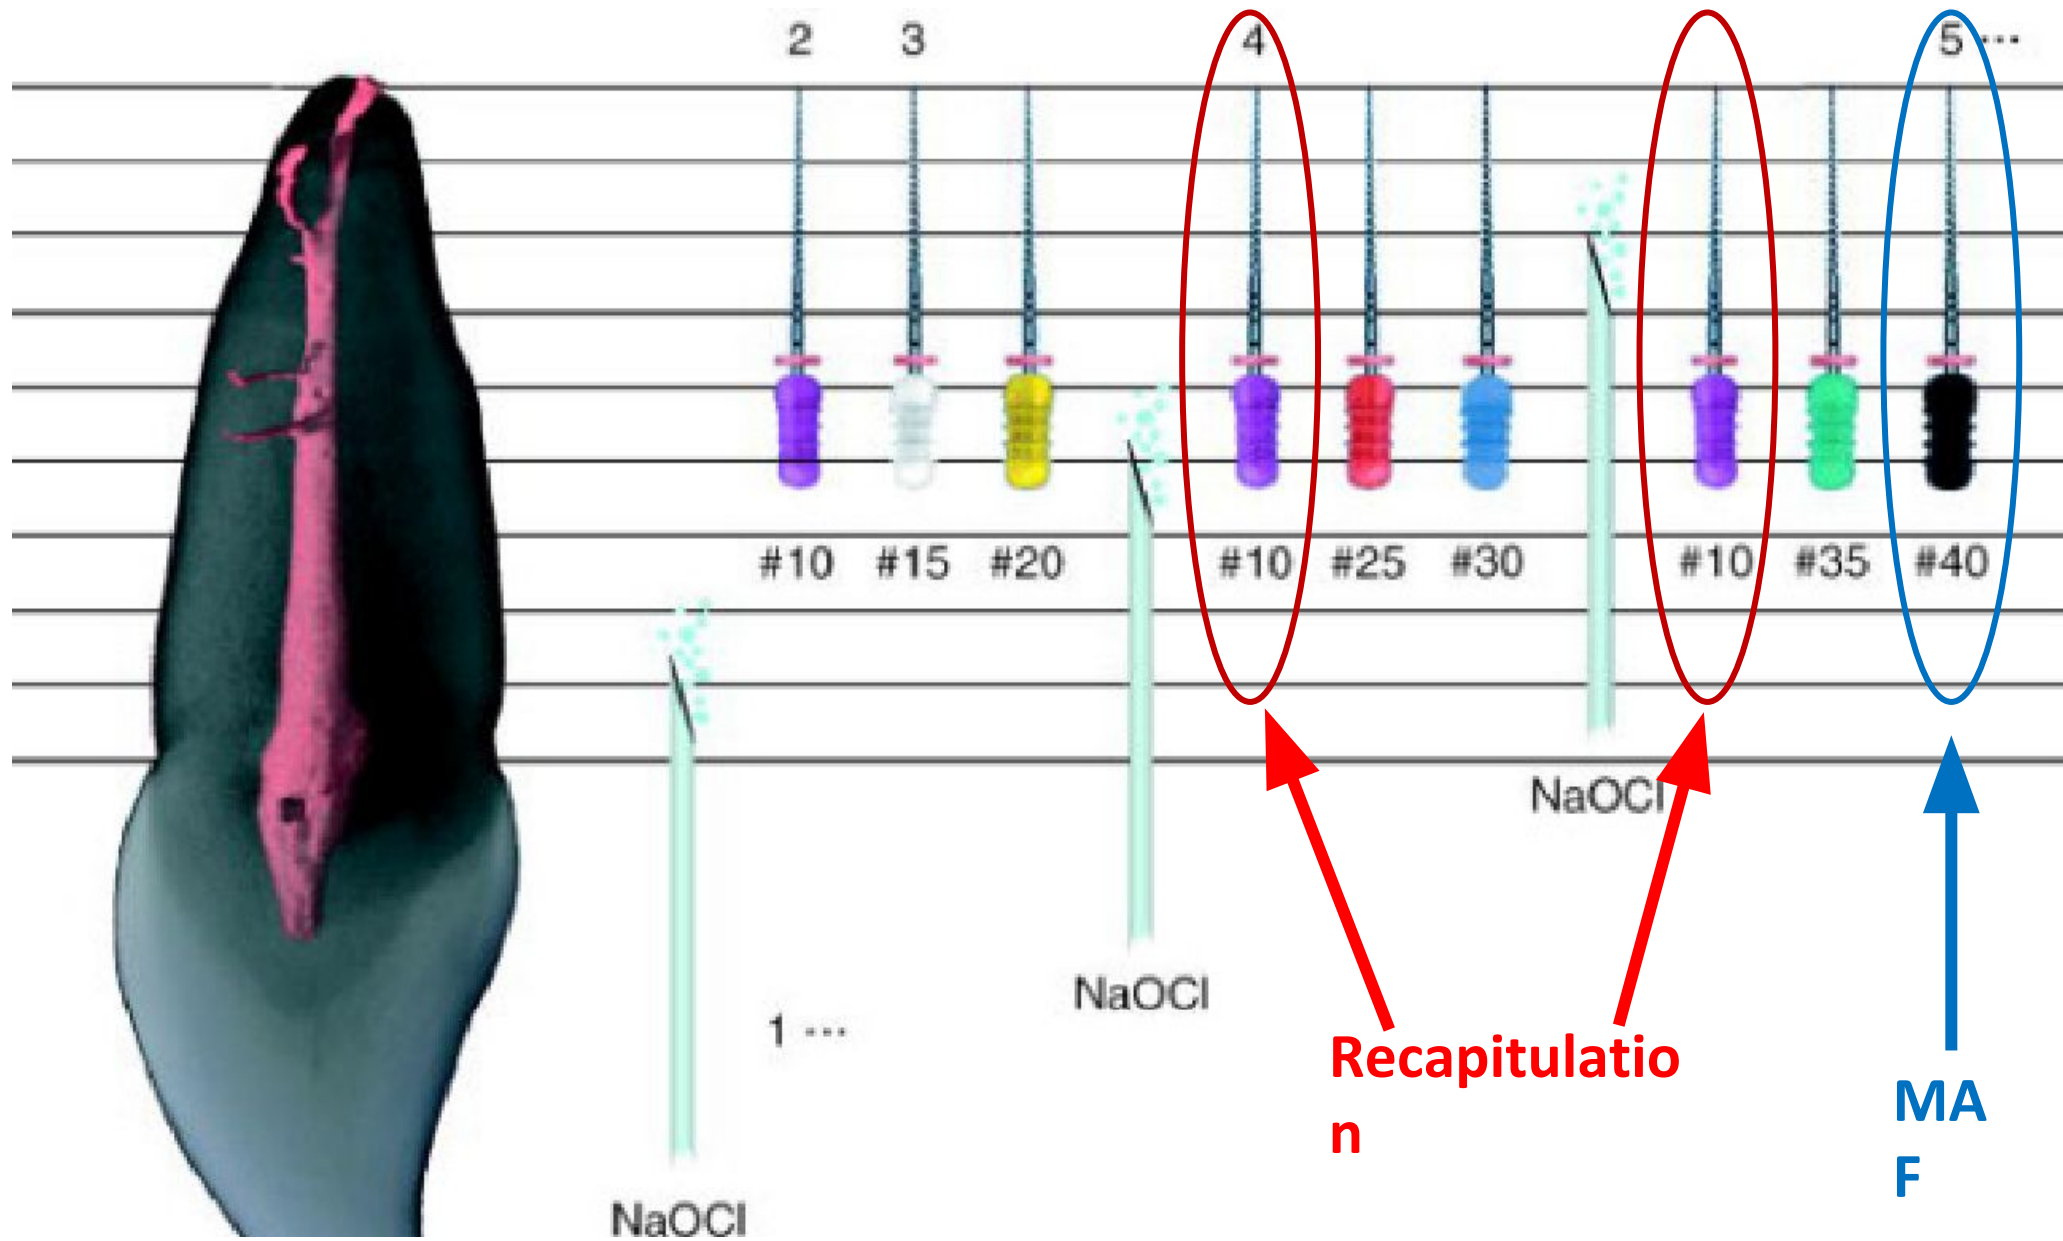 2 3 4 5 ...
#10 #15 #20 #10 #25 #30 #10 #35 #40
NaOCl
NaOCl
1 ...
Recapitulatio
n
MA
F
NaOCl